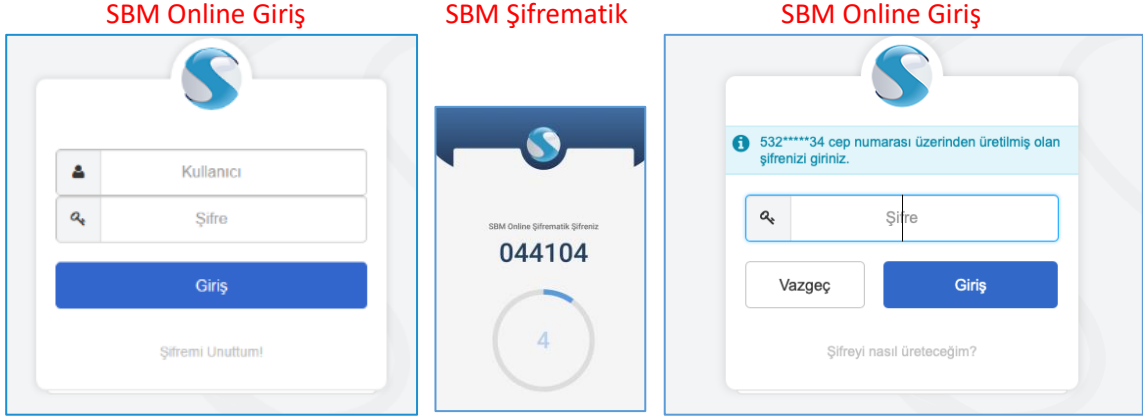 SBM Online Giriş
Kullanıcı
Şifre
Giriş
Şifremi Unuttum!
SBM Şifrematik
SBM Online Şifrematik Şifreniz
044104
4
SBM Online Giriş
532*****34 cep numarası üzerinden üretilmiş olan
şifrenizi giriniz.
Şifre
Vazgeç
Giriş
Şifreyi nasıl üreteceğim?